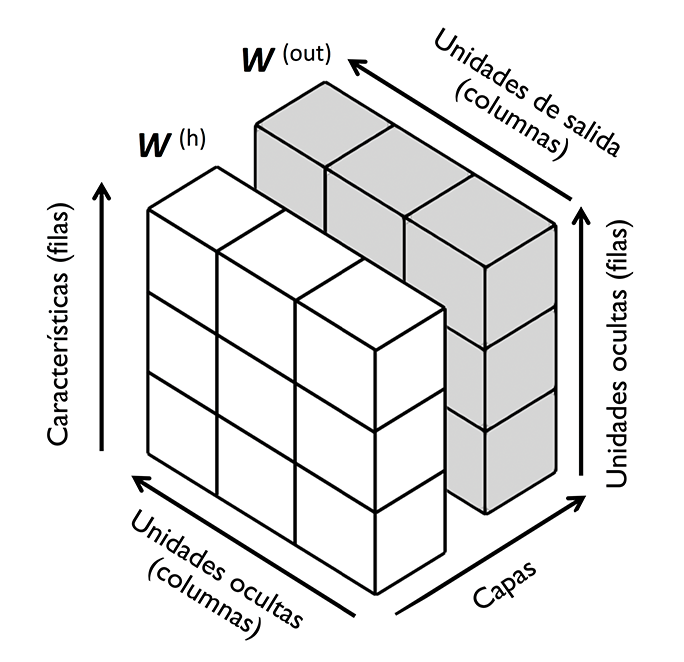 W (out)
Unidades de salida
(columnas)
W (h)
Características (filas)
Unidades ocultas (filas)
Unidades ocultas
(columnas)
Capas